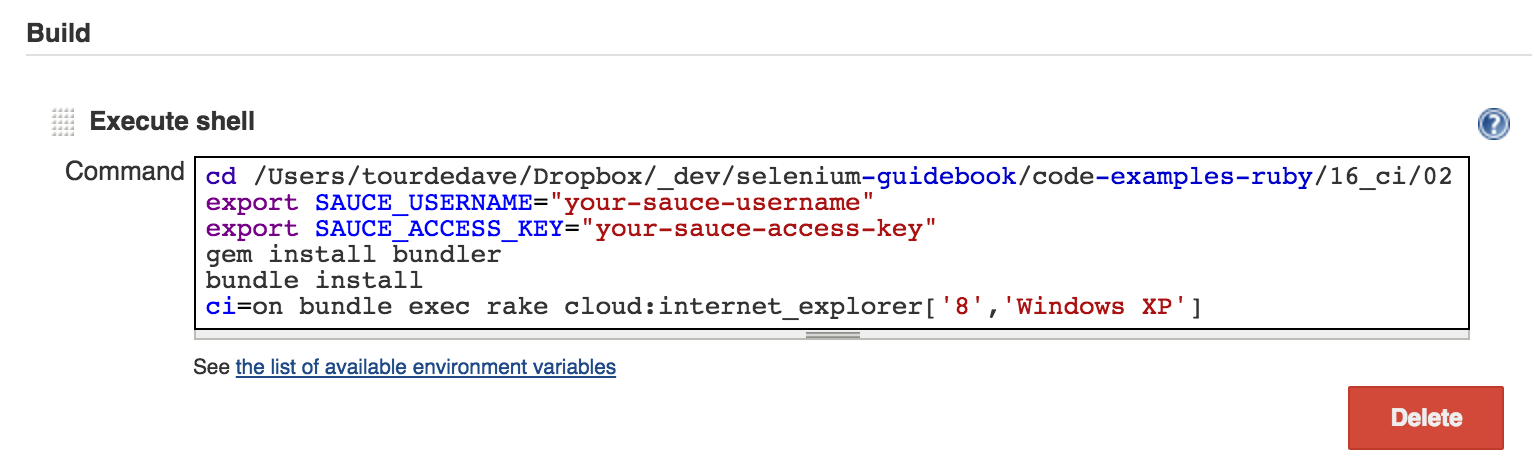 Build
Execute shell
?
Command
cd /Users/tourdedave/Dropbox/_dev/selenium-guidebook/code-examples-ruby/16_ci/02
export SAUCE_USERNAME="your-sauce-username"
export SAUCE_ACCESS_KEY="your-sauce-access-key"
gem install bundler
bundle install
ci=on bundle exec rake cloud:internet_explorer['8','Windows XP']
See the list of available environment variables
Delete